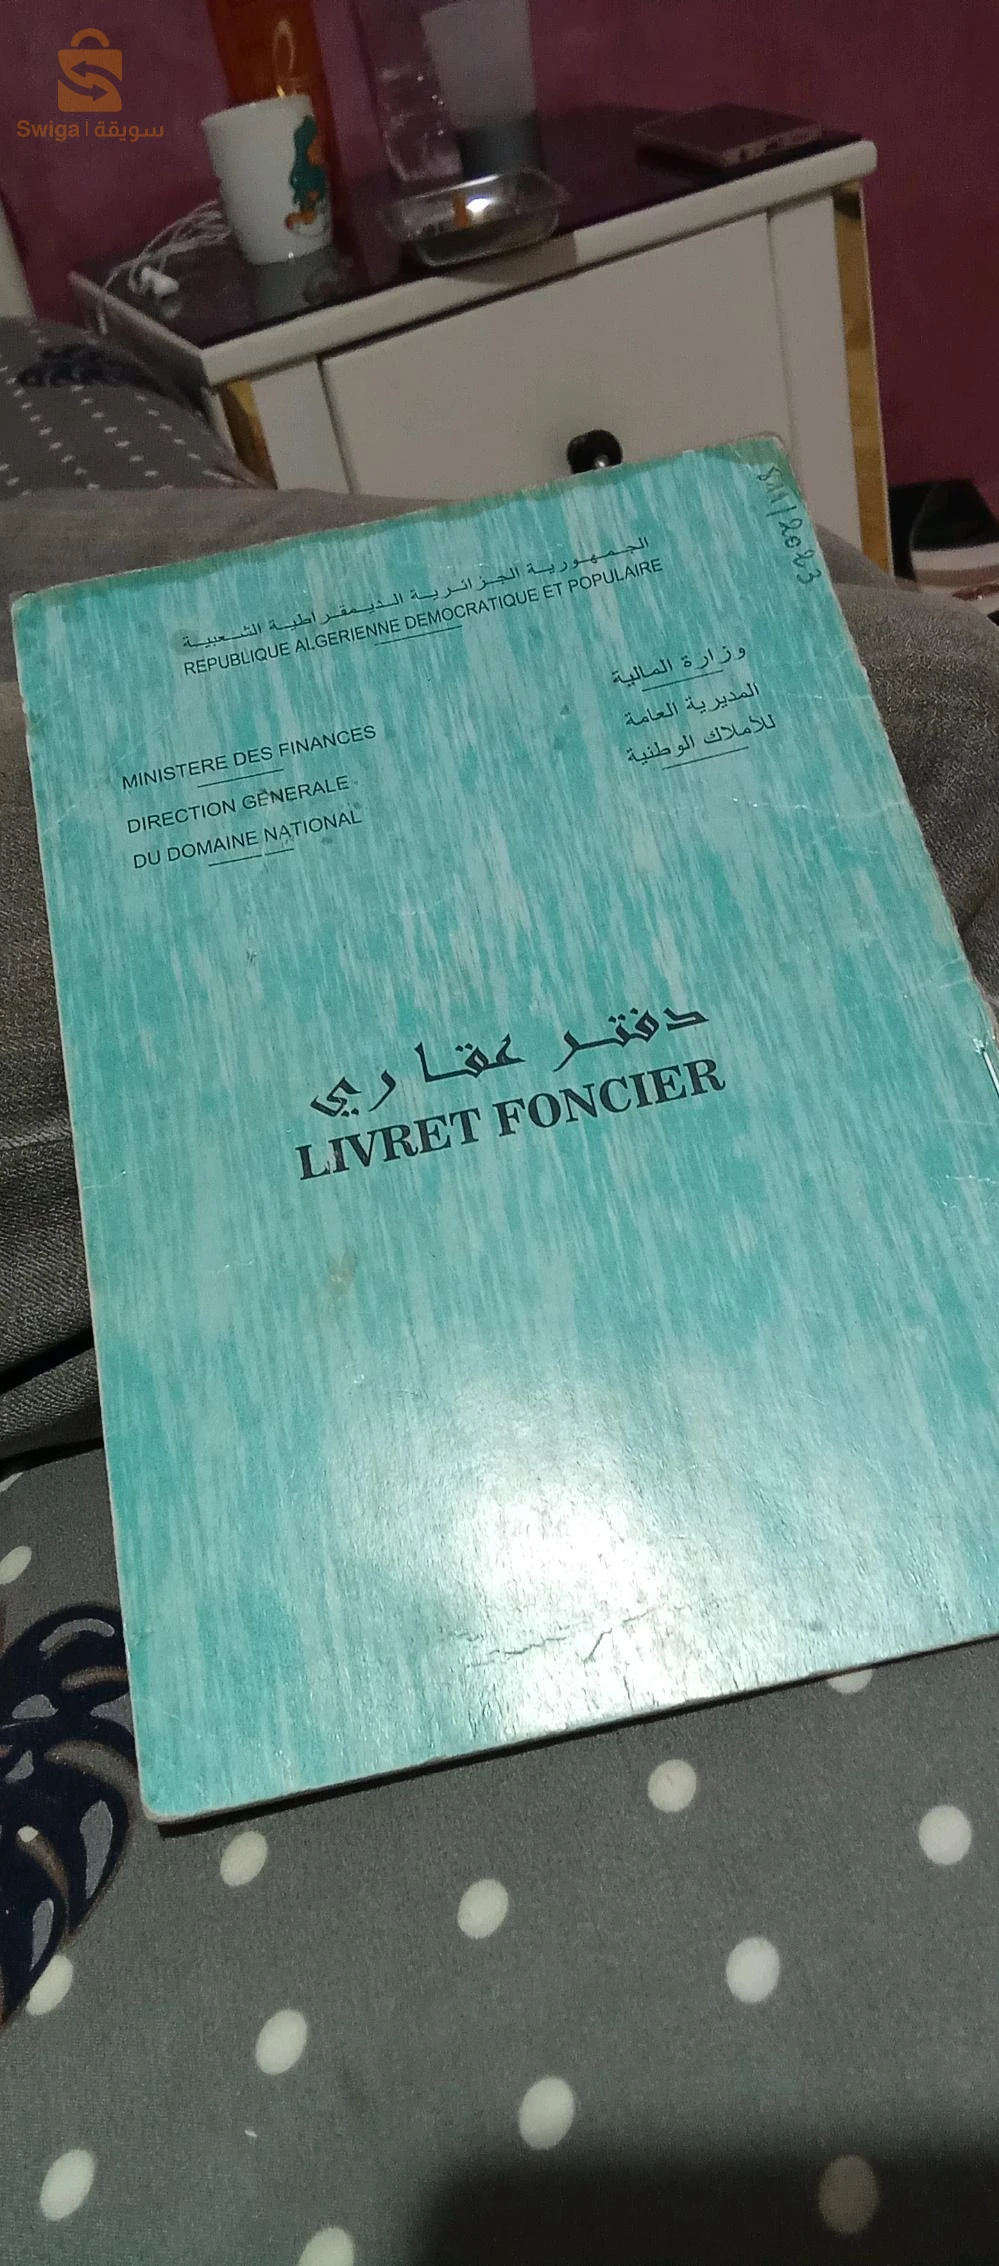 Swiga | سويقة
الجمهورية الجزائرية الديمقراطية الشعبية
REPUBLIQUE ALGERIENNE DEMOCRATIQUE ET POPULAIRE
وزارة المالية
المديرية العامة
للأملاك الوطنية
MINISTERE DES FINANCES
DIRECTION GENERALE
DU DOMAINE NATIONAL
دفتر عقاري
LIVRET FONCIER